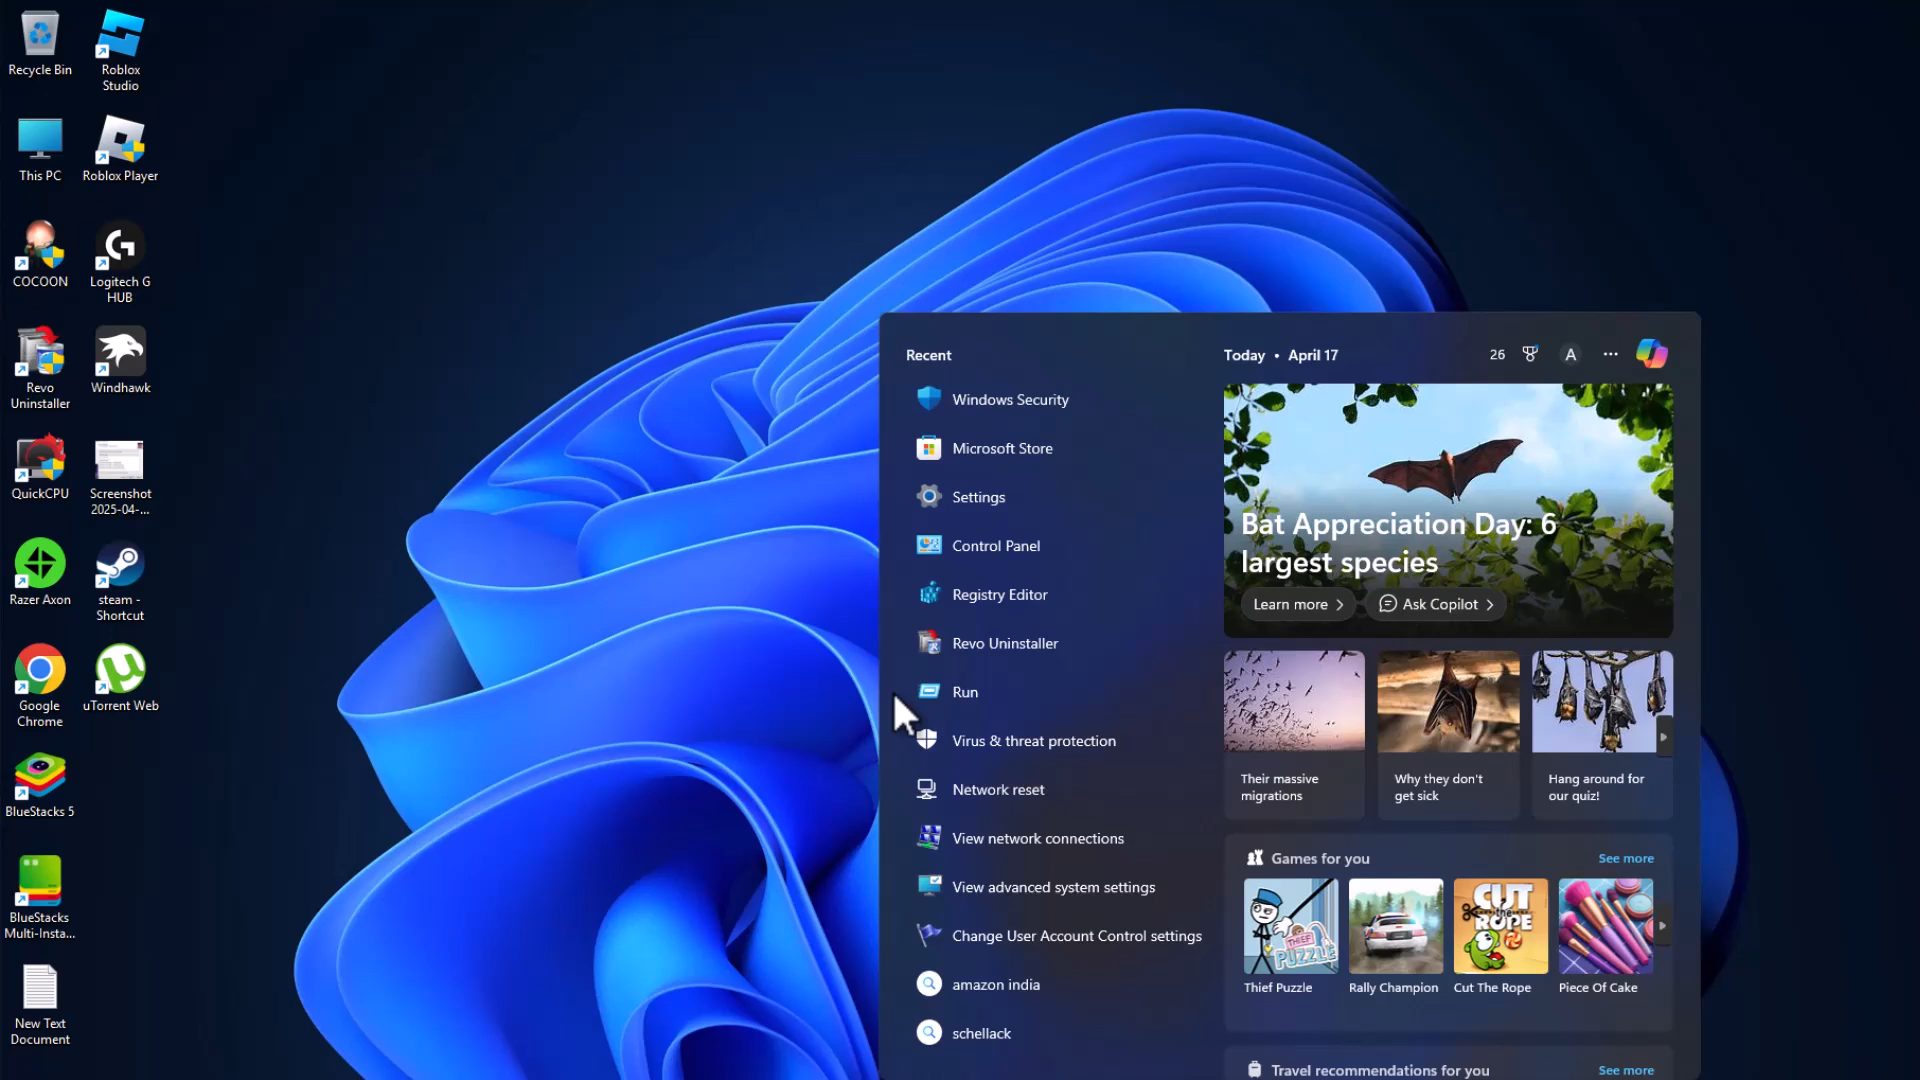 Recycle Bin
Roblox
Studio
This PC
Roblox Player
COCOON
Logitech G
HUB
Revo
Uninstaller
Windhawk
QuickCPU
Screenshot
2025-04-...
Razer Axon
steam -
Shortcut
Google
Chrome
uTorrent Web
BlueStacks 5
BlueStacks
Multi-Insta...
New Text
Document
Recent
Windows Security
Microsoft Store
Settings
Control Panel
Registry Editor
Revo Uninstaller
Run
Virus & threat protection
Network reset
View network connections
View advanced system settings
Change User Account Control settings
amazon india
schellack
Today • April 17
26
A
Bat Appreciation Day: 6
largest species
Learn more
Ask Copilot
Their massive
migrations
Why they don't
get sick
Hang around for
our quiz!
Games for you
See more
THIEF
PUZZLE
CUT
the
ROPE
Thief Puzzle
Rally Champion
Cut The Rope
Piece Of Cake
Travel recommendations for you
See more